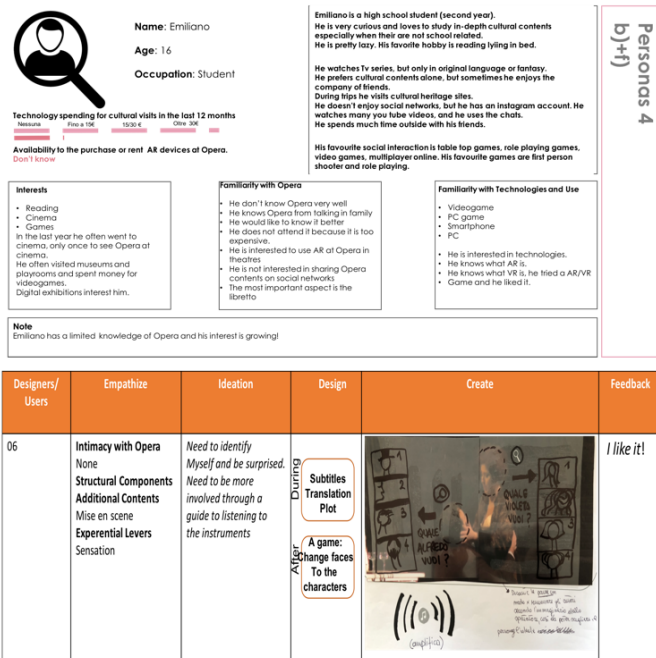 Personas 4
b)+f)
Name: Emiliano
Age: 16
Occupation: Student
Technology spending for cultural visits in the last 12 months
Nessuna Fino a 15€ 15/30 € Oltre 30€
Availability to the purchase or rent AR devices at Opera.
Don't know
Emiliano is a high school student (second year).
He is very curious and loves to study in-depth cultural contents
especially when their are not school related.
He is pretty lazy. His favorite hobby is reading lyiing in bed.
He watches Tv series, but only in original language or fantasy.
He prefers cultural contents alone, but sometimes he enjoys the
company of friends.
During trips he visits cultural heritage sites.
He doesn't enjoy social networks, but he has an instagram account. He
watches many you tube videos, and he uses the chats.
He spends much time outside with his friends.
His favourite social interaction is table top games, role playing games,
video games, multiplayer online. His favourite games are first person
shooter and role playing.
Interests
• Reading
• Cinema
• Games
In the last year he often went to
cinema, only once to see Opera at
cinema.
He often visited museums and
playrooms and spent money for
videogames.
Digital exhibitions interest him.
Familiarity with Opera
• He don't know Opera very well
• He knows Opera from talking in family
• He would like to know it better
• He does not attend it because it is too
expensive.
• He is interested to use AR at Opera in
theatres
• He is not interested in sharing Opera
contents on social networks
• The most important aspect is the
libretto
Familiarity with Technologies and Use
• Videogame
• PC game
• Smartphone
• PC
• He is interested in technologies.
• He knows what AR is.
• He knows what VR is, he tried a AR/VR
• Game and he liked it.
Note
Emiliano has a limited knowledge of Opera and his interest is growing!
Designers/
Users
Empathize
Ideation
Design
Create
Feedback
06
Intimacy with Opera
None
Structural Components
Additional Contents
Mise en scene
Experential Levers
Sensation
Need to identify
Myself and be surprised.
Need to be more
involved through a
guide to listening to
the instruments
During
Subtitles
Translation
Plot
After
A game:
Change faces
To the
characters
1
2
3
4
QUALE
ALFREDO
VUOI?
QUALE
VIOLETA
VUOI?
1
2
3
4
(amplifica)
I like it!